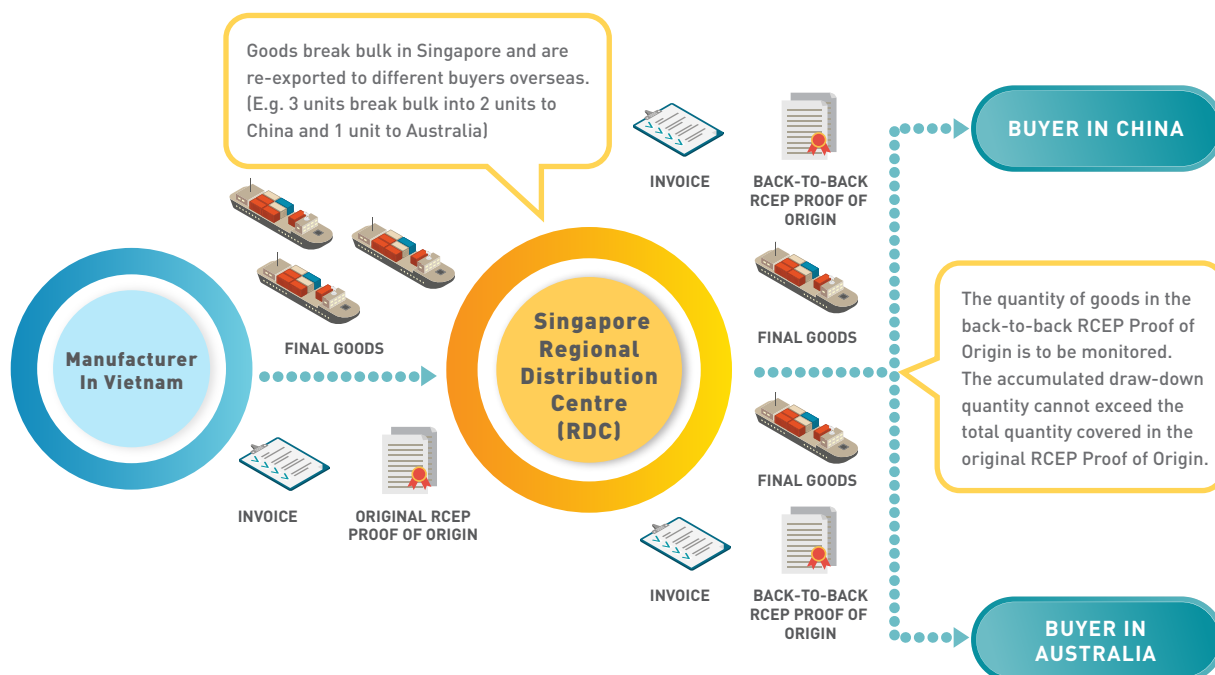 Goods break bulk in Singapore and are
re-exported to different buyers overseas.
(E.g. 3 units break bulk into 2 units to
China and 1 unit to Australia)
INVOICE
BACK-TO-BACK
RCEP PROOF OF
ORIGIN
BUYER IN CHINA
Manufacturer
In Vietnam
FINAL GOODS
INVOICE
ORIGINAL RCEP
PROOF OF ORIGIN
Singapore
Regional
Distribution
Centre
(RDC)
FINAL GOODS
FINAL GOODS
The quantity of goods in the
back-to-back RCEP Proof of
Origin is to be monitored.
The accumulated draw-down
quantity cannot exceed the
total quantity covered in the
original RCEP Proof of Origin.
INVOICE
BACK-TO-BACK
RCEP PROOF OF
ORIGIN
BUYER IN
AUSTRALIA